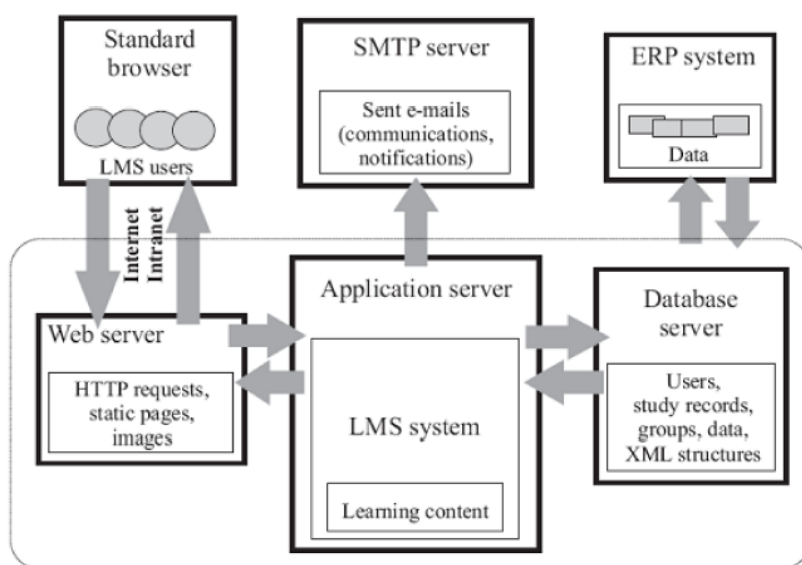 Standard
browser
LMS users
SMTP server
Sent e-mails
(communications,
notifications)
ERP system
Data
Internet
Intranet
Web server
HTTP requests,
static pages,
images
Application server
LMS system
Learning content
Database
server
Users,
study records,
groups, data,
XML structures